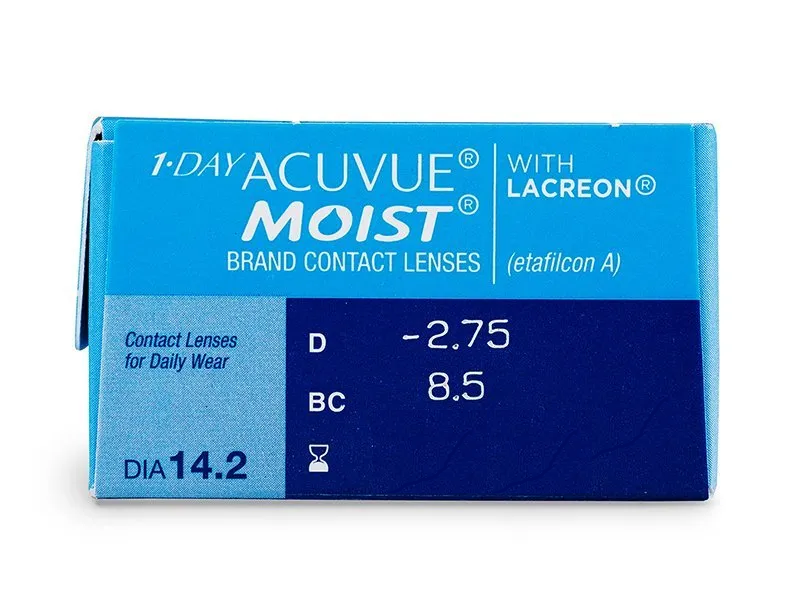 1·DAY ACUVUE® MOIST®
BRAND CONTACT LENSES
WITH
LACREON®
(etafilcon A)
Contact Lenses
for Daily Wear
DIA 14.2
D -2.75
BC 8.5